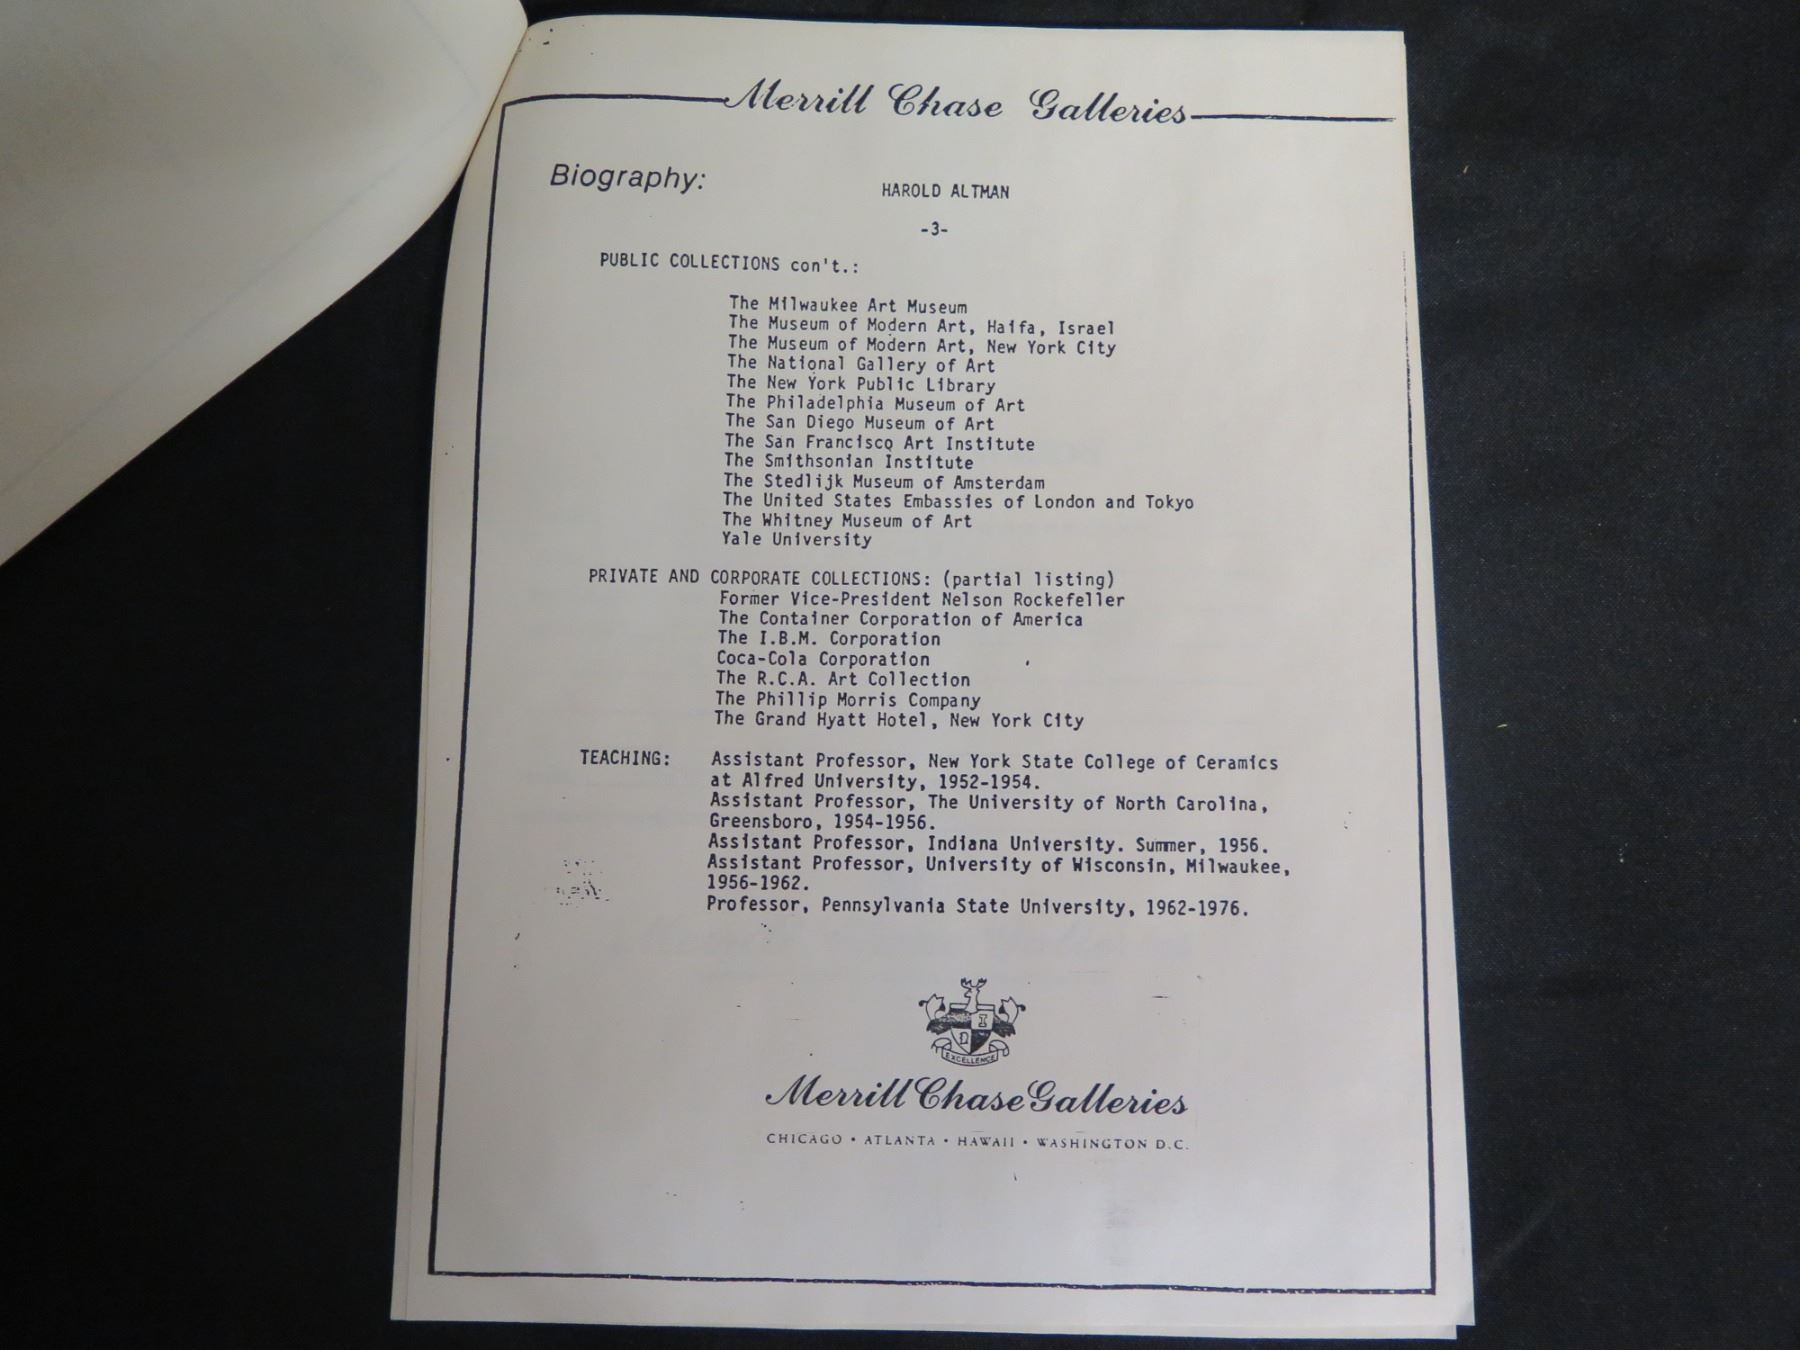 Merrill Chase Galleries
Biography:
HAROLD ALTMAN
-3-
PUBLIC COLLECTIONS con't.:
The Milwaukee Art Museum
The Museum of Modern Art, Haifa, Israel
The Museum of Modern Art, New York City
The National Gallery of Art
The New York Public Library
The Philadelphia Museum of Art
The San Diego Museum of Art
The San Francisco Art Institute
The Smithsonian Institute
The Stedlijk Museum of Amsterdam
The United States Embassies of London and Tokyo
The Whitney Museum of Art
Yale University
PRIVATE AND CORPORATE COLLECTIONS: (partial listing)
Former Vice-President Nelson Rockefeller
The Container Corporation of America
The I.B.M. Corporation
Coca-Cola Corporation
The R.C.A. Art Collection
The Phillip Morris Company
The Grand Hyatt Hotel, New York City
TEACHING: Assistant Professor, New York State College of Ceramics
at Alfred University, 1952-1954.
Assistant Professor, The University of North Carolina,
Greensboro, 1954-1956.
Assistant Professor, Indiana University. Summer, 1956.
Assistant Professor, University of Wisconsin, Milwaukee,
1956-1962.
Professor, Pennsylvania State University, 1962-1976.
EXCELLENCE
Merrill Chase Galleries
CHICAGO • ATLANTA • HAWAII • WASHINGTON D.C.